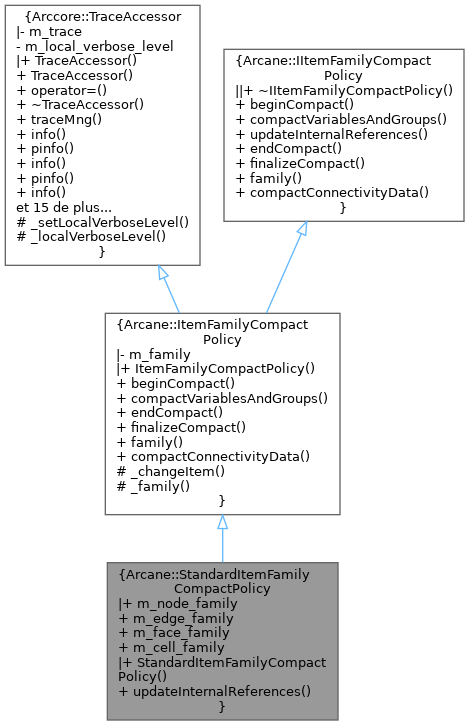 {Arccore::TraceAccessor
|- m_trace
- m_local_verbose_level
|+ TraceAccessor()
+ TraceAccessor()
+ operator=()
+ ~TraceAccessor()
+ traceMng()
+ info()
+ pinfo()
+ info()
+ pinfo()
+ info()
et 15 de plus...
# _setLocalVerboseLevel()
# _localVerboseLevel()
}
{Arcane::IItemFamilyCompact
Policy
||+ ~IItemFamilyCompactPolicy()
+ beginCompact()
+ compactVariablesAndGroups()
+ updateInternalReferences()
+ endCompact()
+ finalizeCompact()
+ family()
+ compactConnectivityData()
}
{Arcane::ItemFamilyCompact
Policy
|- m_family
|+ ItemFamilyCompactPolicy()
+ beginCompact()
+ compactVariablesAndGroups()
+ endCompact()
+ finalizeCompact()
+ family()
+ compactConnectivityData()
# _changeItem()
# _family()
}
{Arcane::StandardItemFamily
CompactPolicy
|+ m_node_family
+ m_edge_family
+ m_face_family
+ m_cell_family
|+ StandardItemFamilyCompact
Policy()
+ updateInternalReferences()
}